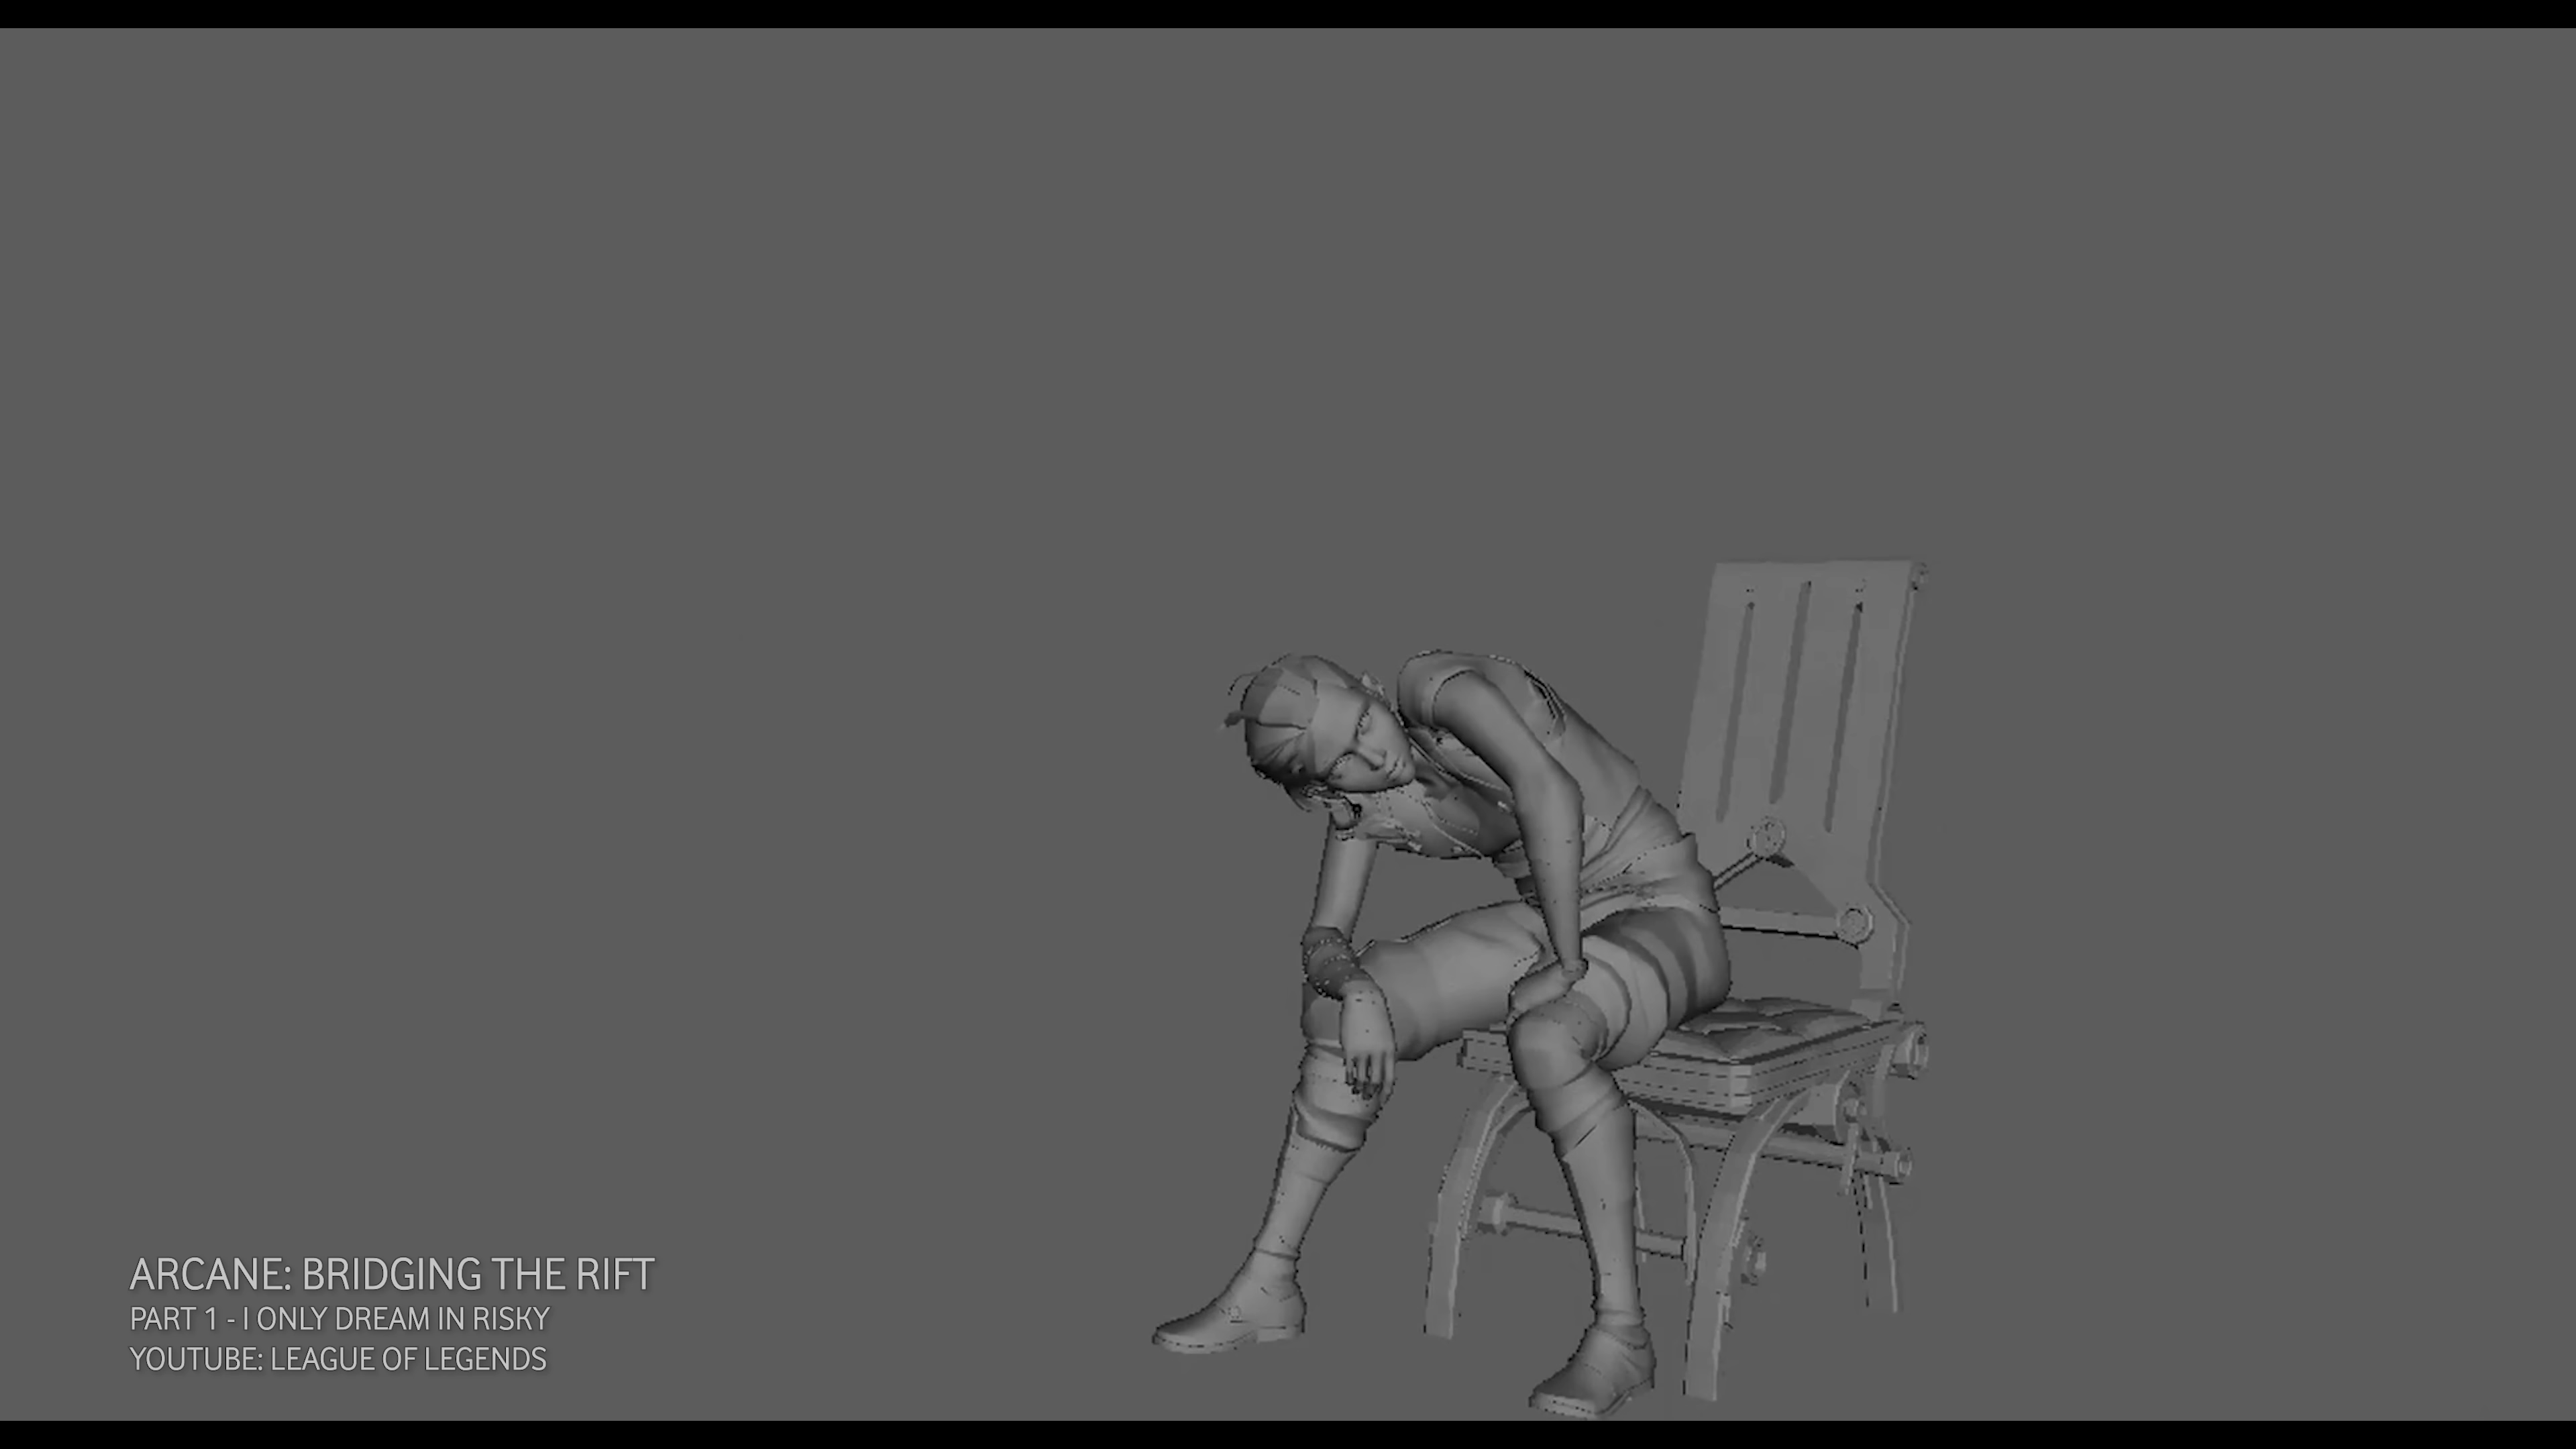 ARCANE: BRIDGING THE RIFT
PART 1 - I ONLY DREAM IN RISKY
YOUTUBE: LEAGUE OF LEGENDS